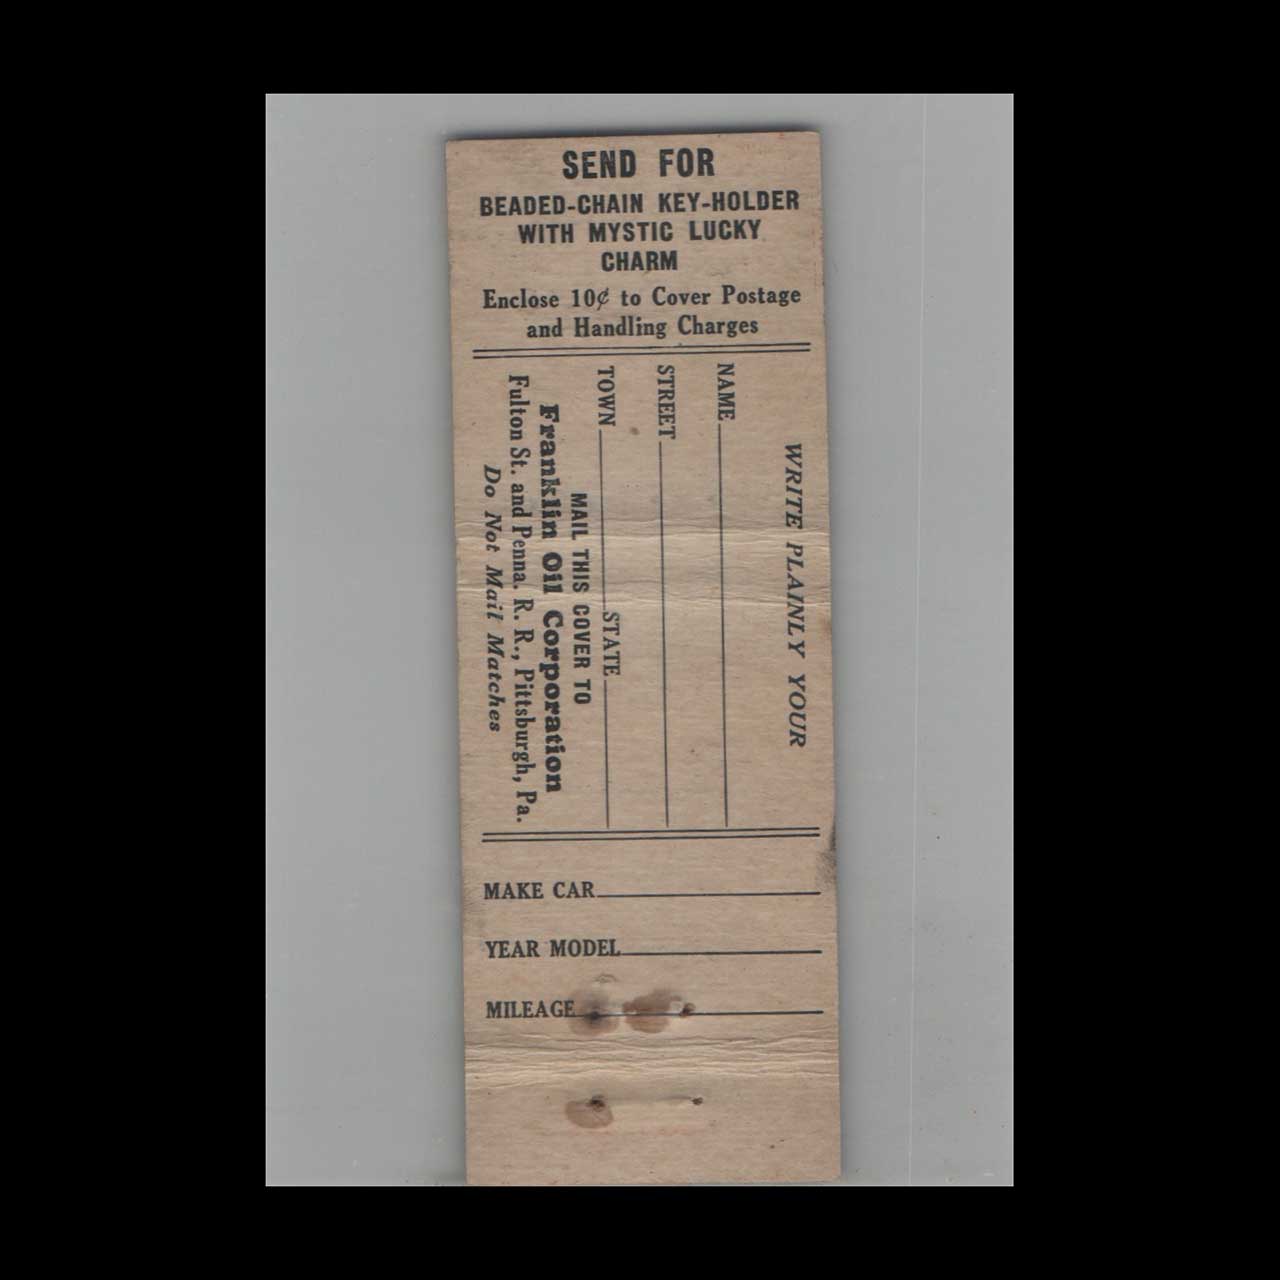 SEND FOR
BEADED-CHAIN KEY-HOLDER
WITH MYSTIC LUCKY
CHARM
Enclose 10¢ to Cover Postage
and Handling Charges
WRITE PLAINLY YOUR
NAME
STREET
TOWN STATE
MAIL THIS COVER TO
Franklin Oil Corporation
Fulton St. and Penna. R. R., Pittsburgh, Pa.
Do Not Mail Matches
MAKE CAR
YEAR MODEL
MILEAGE